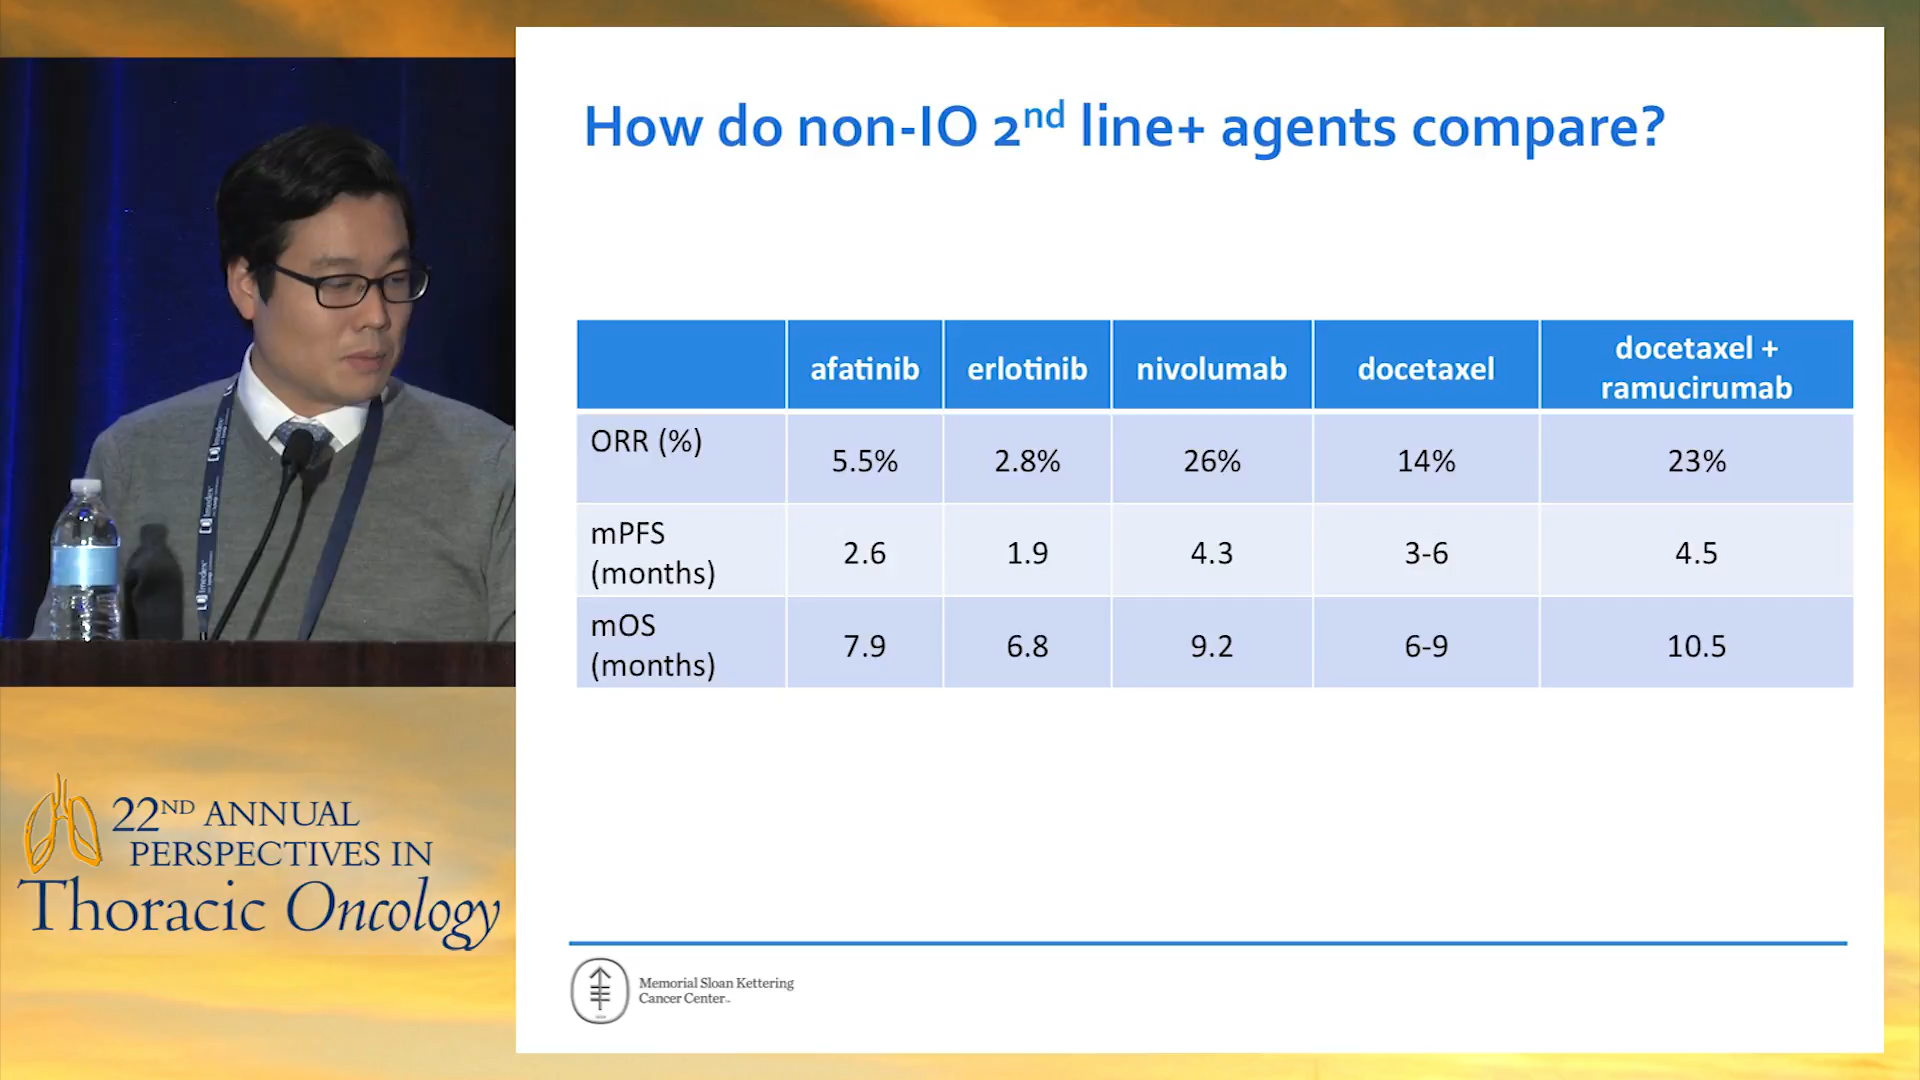 How do non-IO 2nd line+ agents compare?
afatinib erlotinib nivolumab docetaxel docetaxel + ramucirumab
ORR (%) 5.5% 2.8% 26% 14% 23%
mPFS (months) 2.6 1.9 4.3 3-6 4.5
mOS (months) 7.9 6.8 9.2 6-9 10.5
Imedex
Imedex
Imedex
22ND ANNUAL
PERSPECTIVES IN
Thoracic Oncology
Memorial Sloan Kettering
Cancer Center